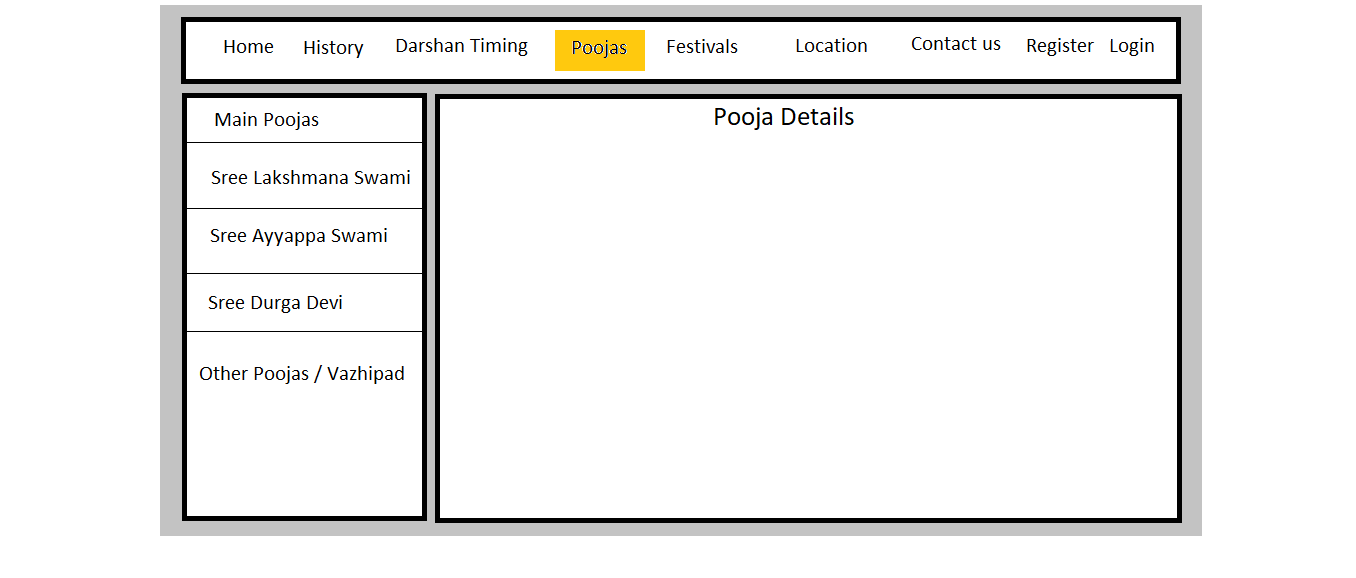 Home History Darshan Timing Poojas Festivals Location Contact us Register Login
Main Poojas
Sree Lakshmana Swami
Sree Ayyappa Swami
Sree Durga Devi
Other Poojas / Vazhipad
Pooja Details